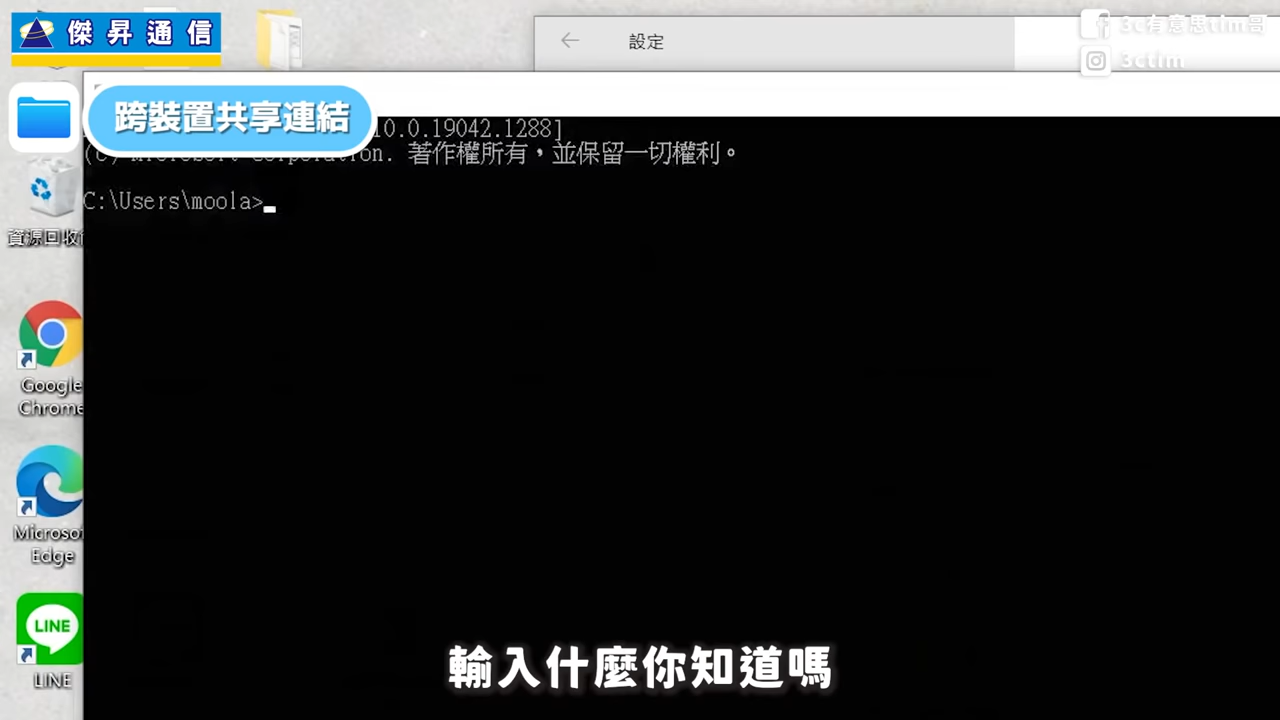 傑昇通信
設定
3c有意思tim哥
3ctim
跨裝置共享連結
10.0.19042.1288]
(c) Microsoft Corporation. 著作權所有，並保留一切權利。
C:\Users\moola>
資源回收
Google
Chrome
Microso
Edge
LINE
LINE
輸入什麼你知道嗎